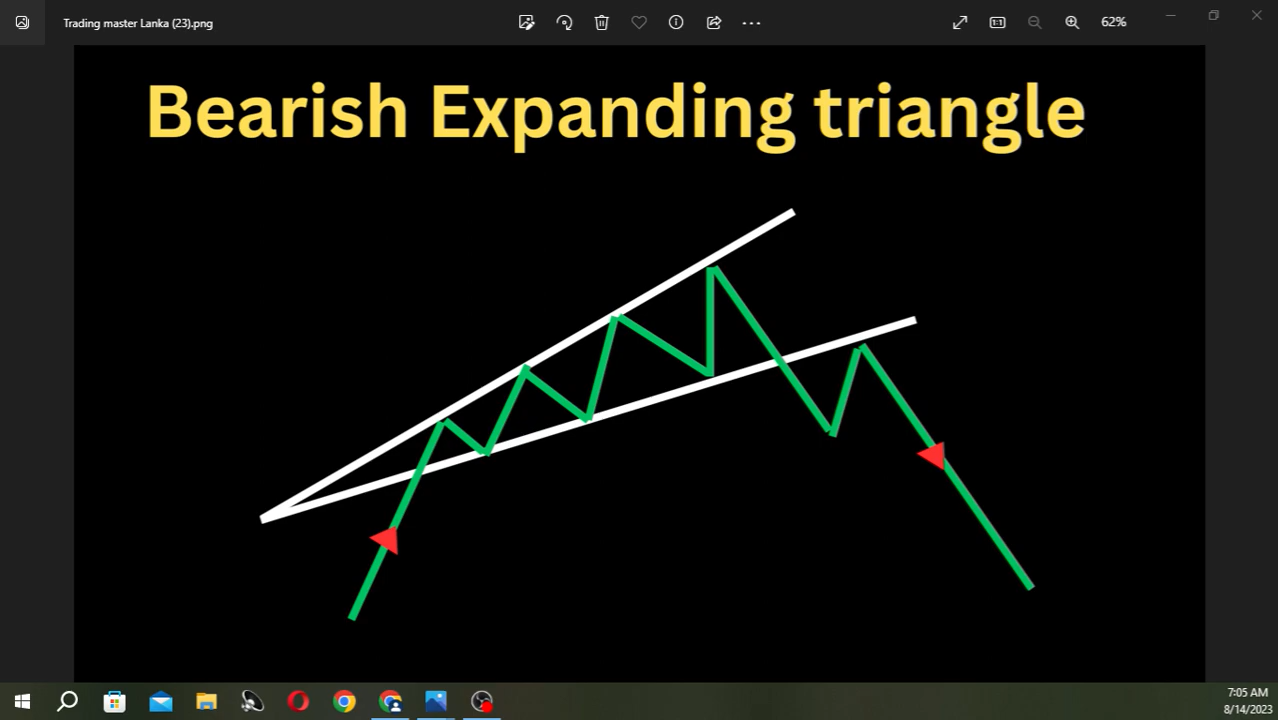 Trading master Lanka (23).png
62%
Bearish Expanding triangle
7:05 AM
8/14/2023